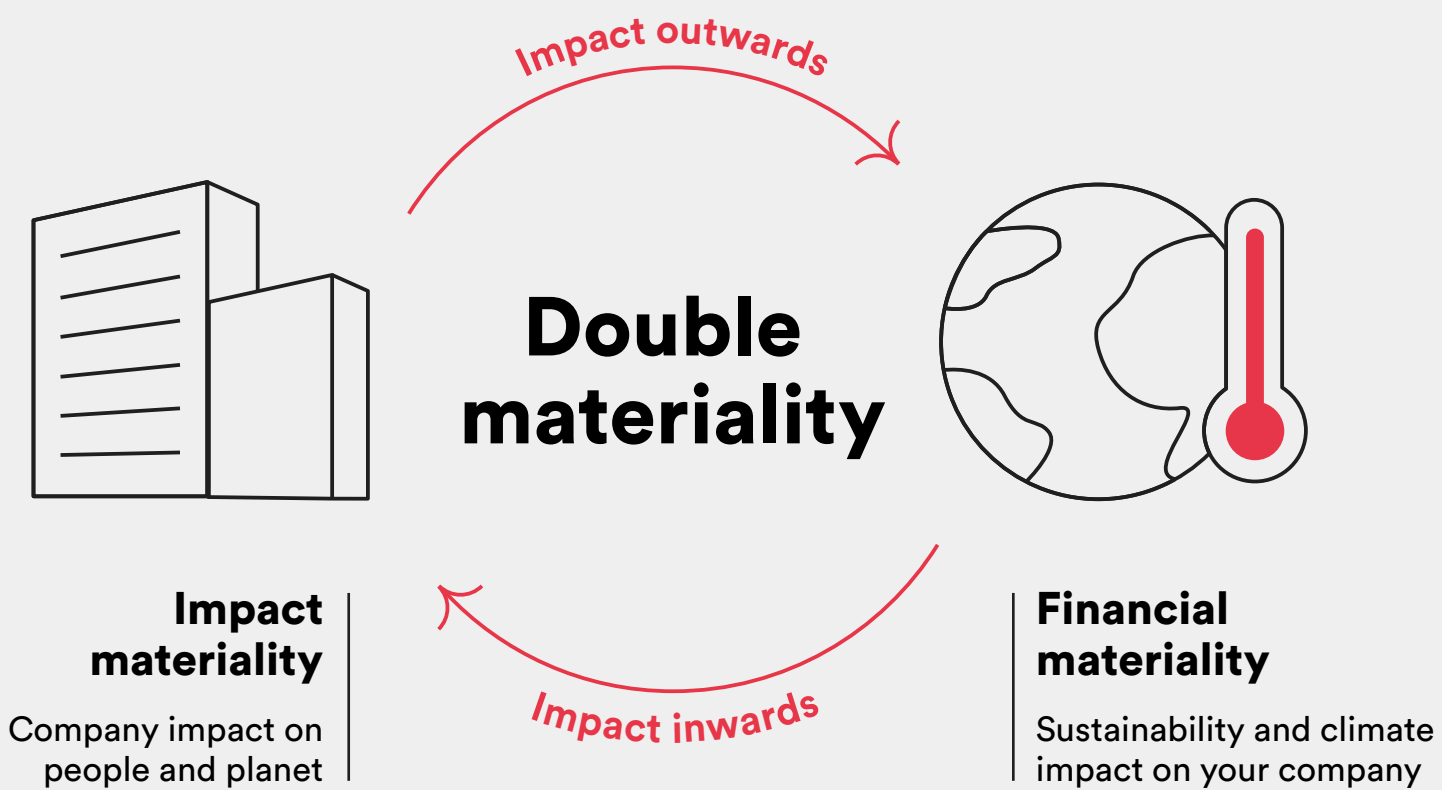 Impact outwards
Double
materiality
Impact
materiality
Company impact on
people and planet
Impact inwards
Financial
materiality
Sustainability and climate
impact on your company